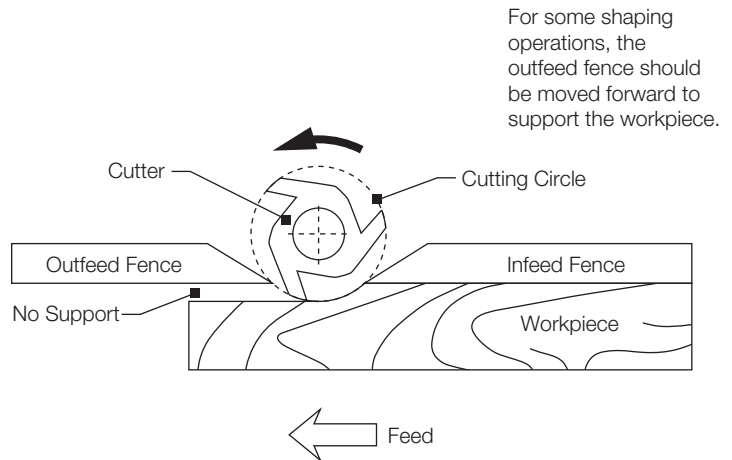 For some shaping
operations, the
outfeed fence should
be moved forward to
support the workpiece.
Cutter
Cutting Circle
Outfeed Fence
Infeed Fence
No Support
Workpiece
Feed